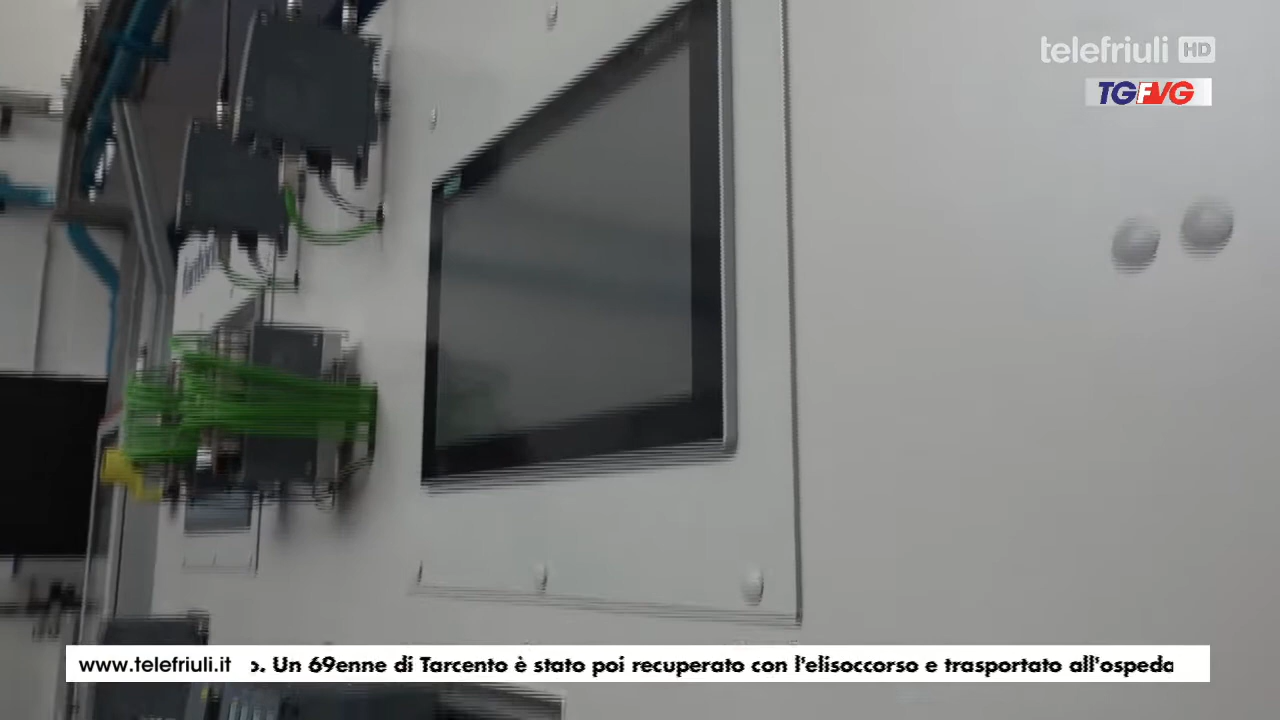 telefriuli HD
TGFVG
www.telefriuli.it
o. Un 69enne di Tarcento è stato poi recuperato con l'elisoccorso e trasportato all'ospeda